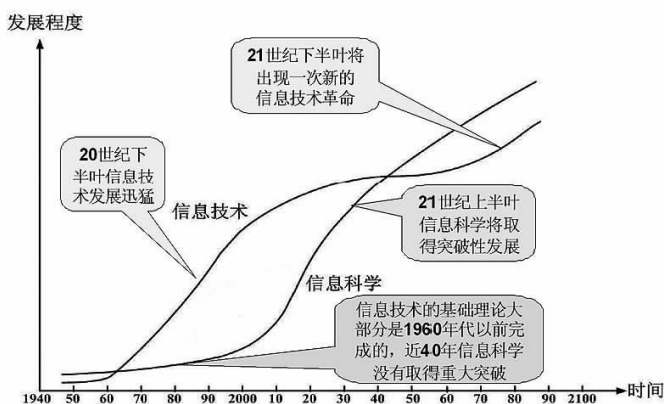 发展程度
21世纪下半叶将
出现一次新的
信息技术革命
20世纪下
半叶信息技
术发展迅猛
信息技术
21世纪上半叶
信息科学将取
得突破性发展
信息科学
信息技术的基础理论大
部分是1960年代以前完
成的，近40年信息科学
没有取得重大突破
1940 50 60 70 80 90 2000 10 20 30 40 50 60 70 80 90 2100
时间